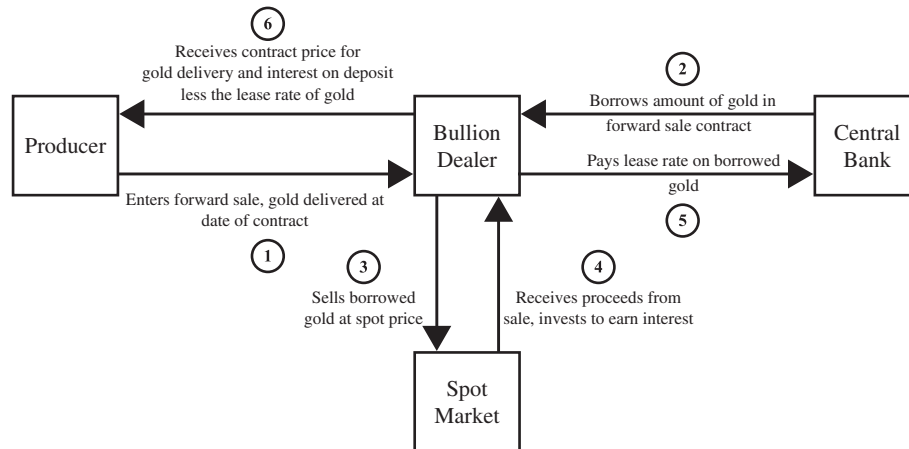 6
Receives contract price for
gold delivery and interest on deposit
less the lease rate of gold
2
Borrows amount of gold in
forward sale contract
Producer
Bullion
Dealer
Central
Bank
Enters forward sale, gold delivered at
date of contract
1
Pays lease rate on borrowed
gold
5
3
Sells borrowed
gold at spot price
4
Receives proceeds from
sale, invests to earn interest
Spot
Market